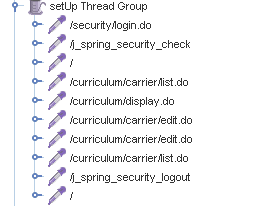 setUp Thread Group
/security/login.do
/j_spring_security_check
/
/curriculum/carrier/list.do
/curriculum/display.do
/curriculum/carrier/edit.do
/curriculum/carrier/edit.do
/curriculum/carrier/list.do
/j_spring_security_logout
/